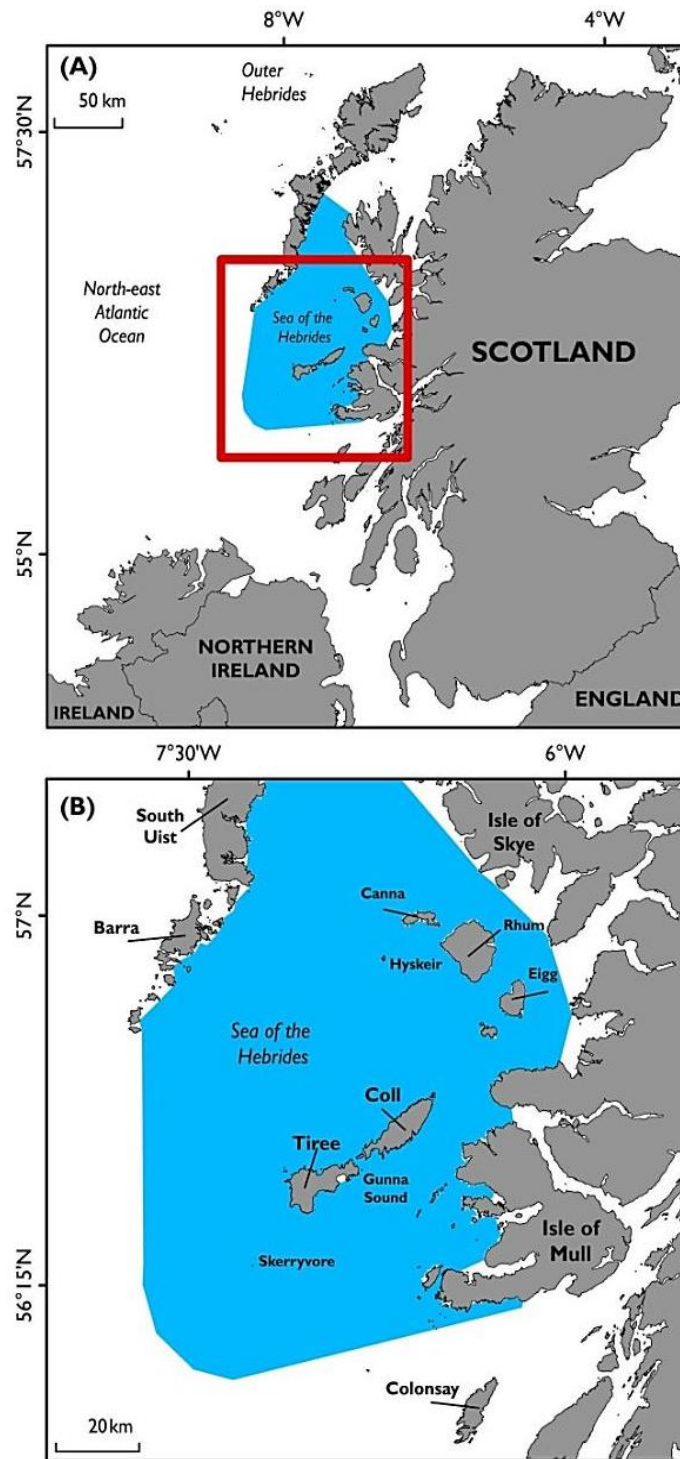 8°W
4°W
(A)
Outer
Hebrides
50 km
57°30'N
North-east
Atlantic
Ocean
Sea of the
Hebrides
SCOTLAND
55°N
NORTHERN
IRELAND
IRELAND
ENGLAND
7°30'W
6°W
(B)
South
Uist
Isle of
Skye
57°N
Canna
Barra
Rhum
Hyskeir
Eigg
Sea of the
Hebrides
Coll
Tiree
Gunna
Sound
Isle of
Mull
Skerryvore
56°15'N
Colonsay
20 km